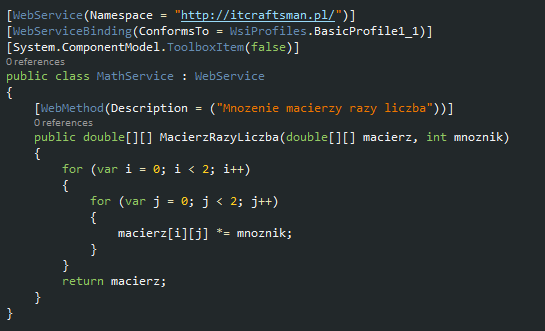 [WebService(Namespace = "http://itcraftsman.pl/")]
[WebServiceBinding(ConformsTo = WsiProfiles.BasicProfile1_1)]
[System.ComponentModel.ToolboxItem(false)]
0 references
public class MathService : WebService
{
[WebMethod(Description = ("Mnozenie macierzy razy liczba"))]
0 references
public double[][] MacierzRazyLiczba(double[][] macierz, int mnoznik)
{
for (var i = 0; i < 2; i++)
{
for (var j = 0; j < 2; j++)
{
macierz[i][j] *= mnoznik;
}
}
return macierz;
}
}